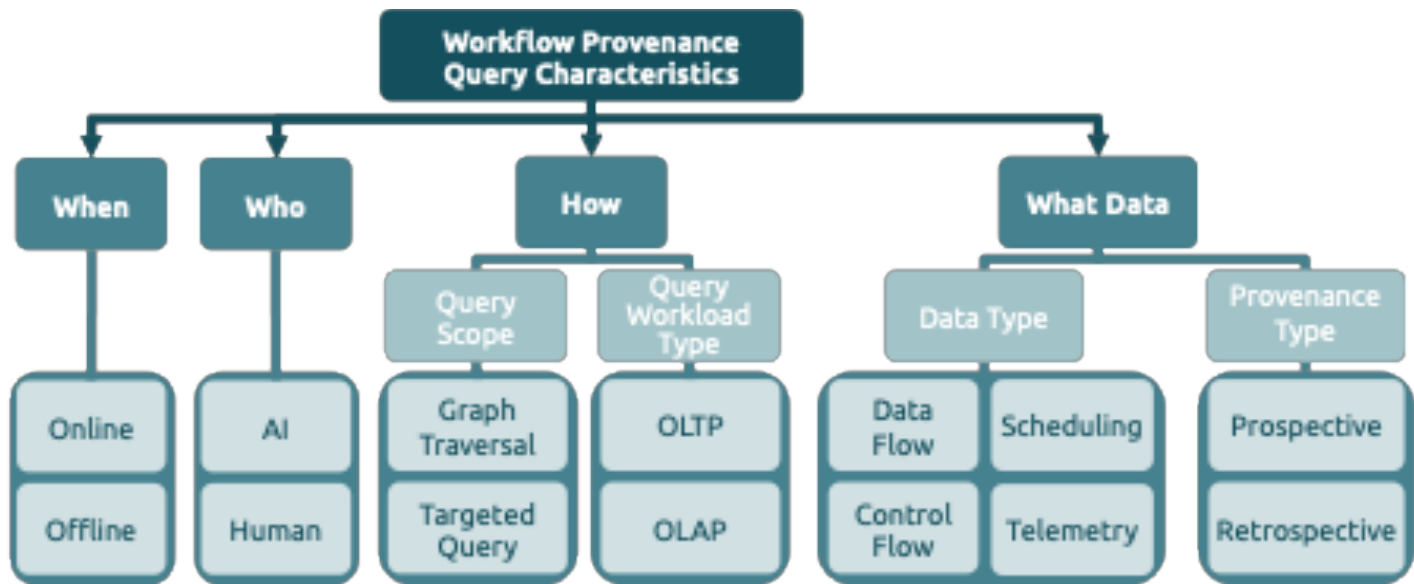 Workflow Provenance
Query Characteristics
When
Who
How
What Data
Query
Scope
Query
Workload
Type
Data Type
Provenance
Type
Online
Offline
AI
Human
Graph
Traversal
Targeted
Query
OLTP
OLAP
Data
Flow
Scheduling
Control
Flow
Telemetry
Prospective
Retrospective